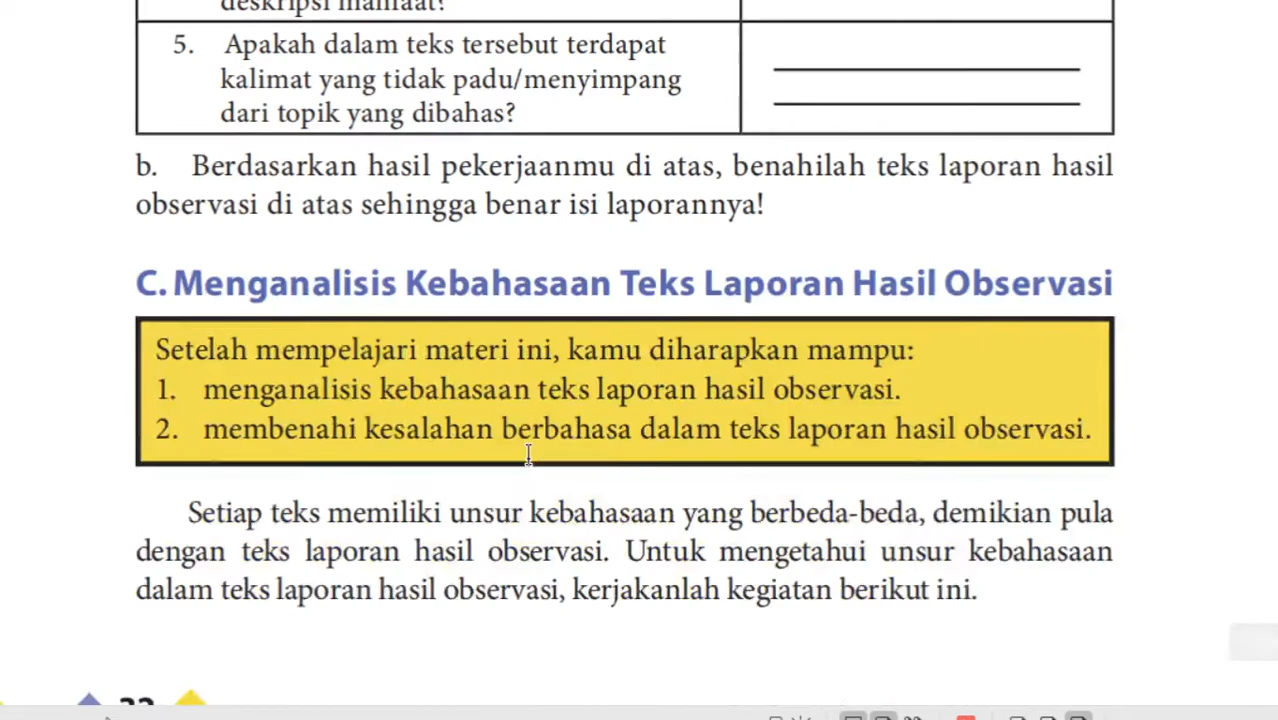 deskripsi manfaat?
5. Apakah dalam teks tersebut terdapat
kalimat yang tidak padu/menyimpang
dari topik yang dibahas?
b. Berdasarkan hasil pekerjaanmu di atas, benahilah teks laporan hasil
observasi di atas sehingga benar isi laporannya!
C. Menganalisis Kebahasaan Teks Laporan Hasil Observasi
Setelah mempelajari materi ini, kamu diharapkan mampu:
1. menganalisis kebahasaan teks laporan hasil observasi.
2. membenahi kesalahan berbahasa dalam teks laporan hasil observasi.
Setiap teks memiliki unsur kebahasaan yang berbeda-beda, demikian pula
dengan teks laporan hasil observasi. Untuk mengetahui unsur kebahasaan
dalam teks laporan hasil observasi, kerjakanlah kegiatan berikut ini.